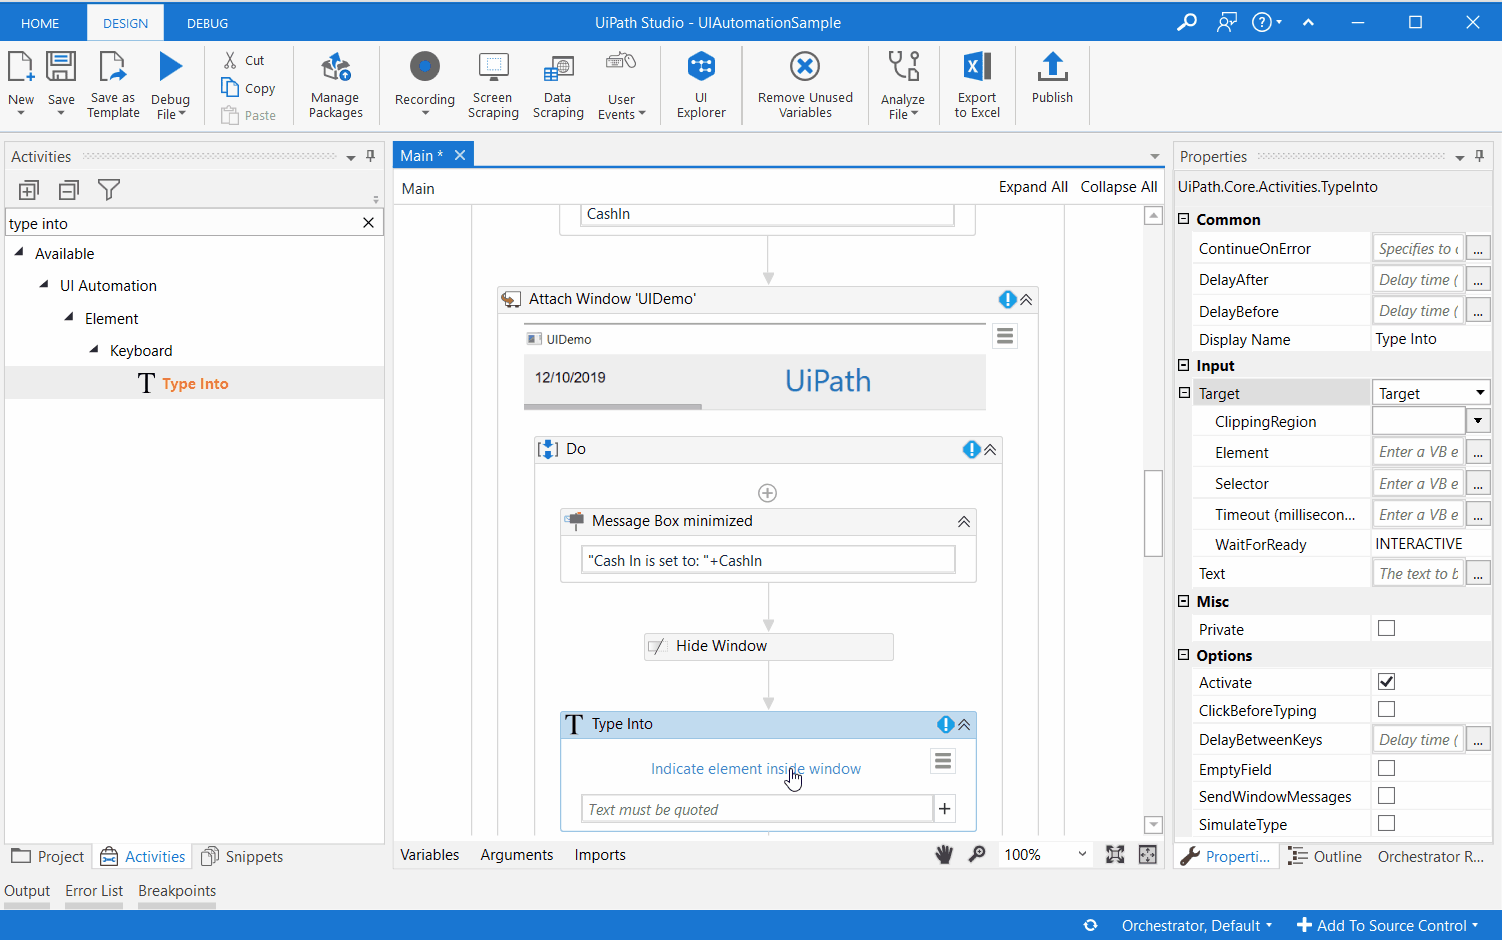 HOME DESIGN DEBUG UiPath Studio - UIAutomationSample
New Save Save as Template Debug File Cut Copy Paste Manage Packages Recording Screen Scraping Data Scraping User Events UI Explorer Remove Unused Variables Analyze File Export to Excel Publish
Activities
type into
Available
UI Automation
Element
Keyboard
T Type Into
Project Activities Snippets
Main *
Main Expand All Collapse All
CashIn
Attach Window 'UIDemo'
UIDemo
12/10/2019 UiPath
Do
Message Box minimized
"Cash In is set to: "+CashIn
Hide Window
T Type Into
Indicate element inside window
Text must be quoted
Variables Arguments Imports 100%
Properties
UiPath.Core.Activities.TypeInto
Common
ContinueOnError Specifies to ...
DelayAfter Delay time ( ...
DelayBefore Delay time ( ...
Display Name Type Into
Input
Target Target
ClippingRegion
Element Enter a VB e ...
Selector Enter a VB e ...
Timeout (millisecon... Enter a VB e ...
WaitForReady INTERACTIVE
Text The text to b ...
Misc
Private
Options
Activate
ClickBeforeTyping
DelayBetweenKeys Delay time ( ...
EmptyField
SendWindowMessages
SimulateType
Properti... Outline Orchestrator R...
Output Error List Breakpoints
Orchestrator, Default Add To Source Control